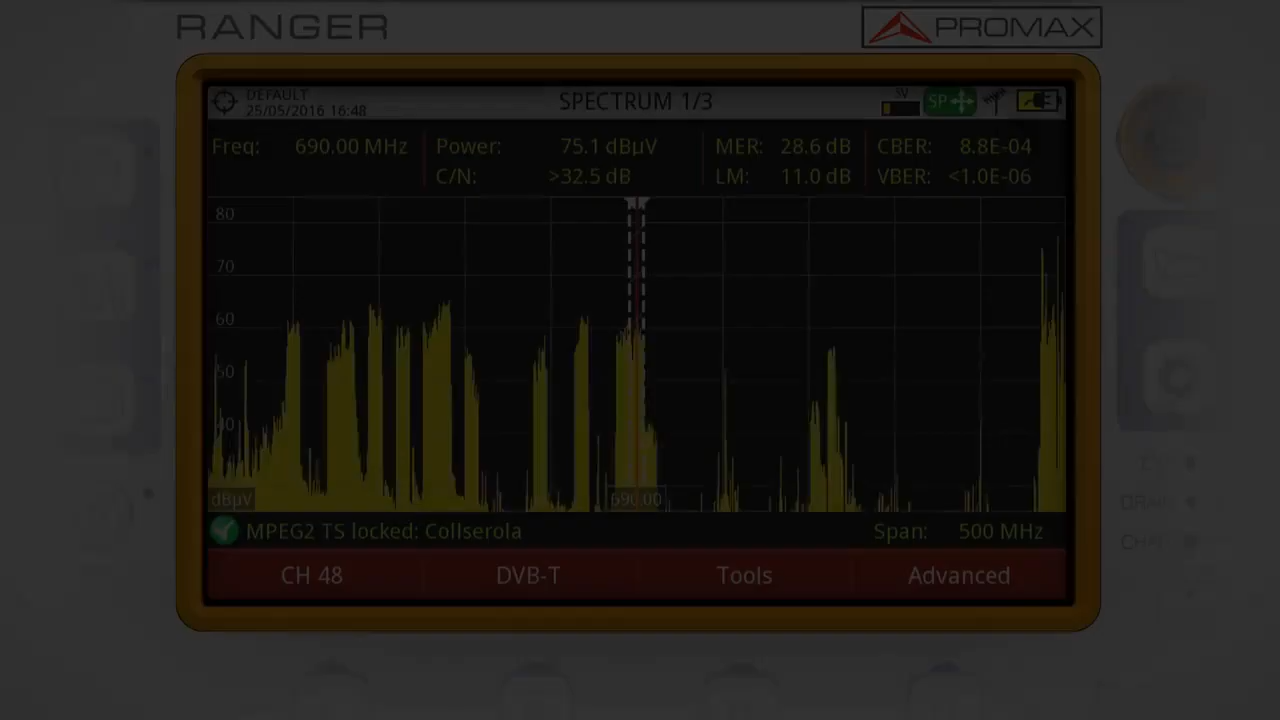 RANGER
PROMAX
DEFAULT
25/05/2016 16:48
SPECTRUM 1/3
5V
SP
Freq: 690.00 MHz
Power: 75.1 dBµV
MER: 28.6 dB
CBER: 8.8E-04
C/N: >32.5 dB
LM: 11.0 dB
VBER: <1.0E-06
80
70
60
50
40
dBµV
690.00
MPEG2 TS locked: Collserola
Span: 500 MHz
CH 48
DVB-T
Tools
Advanced